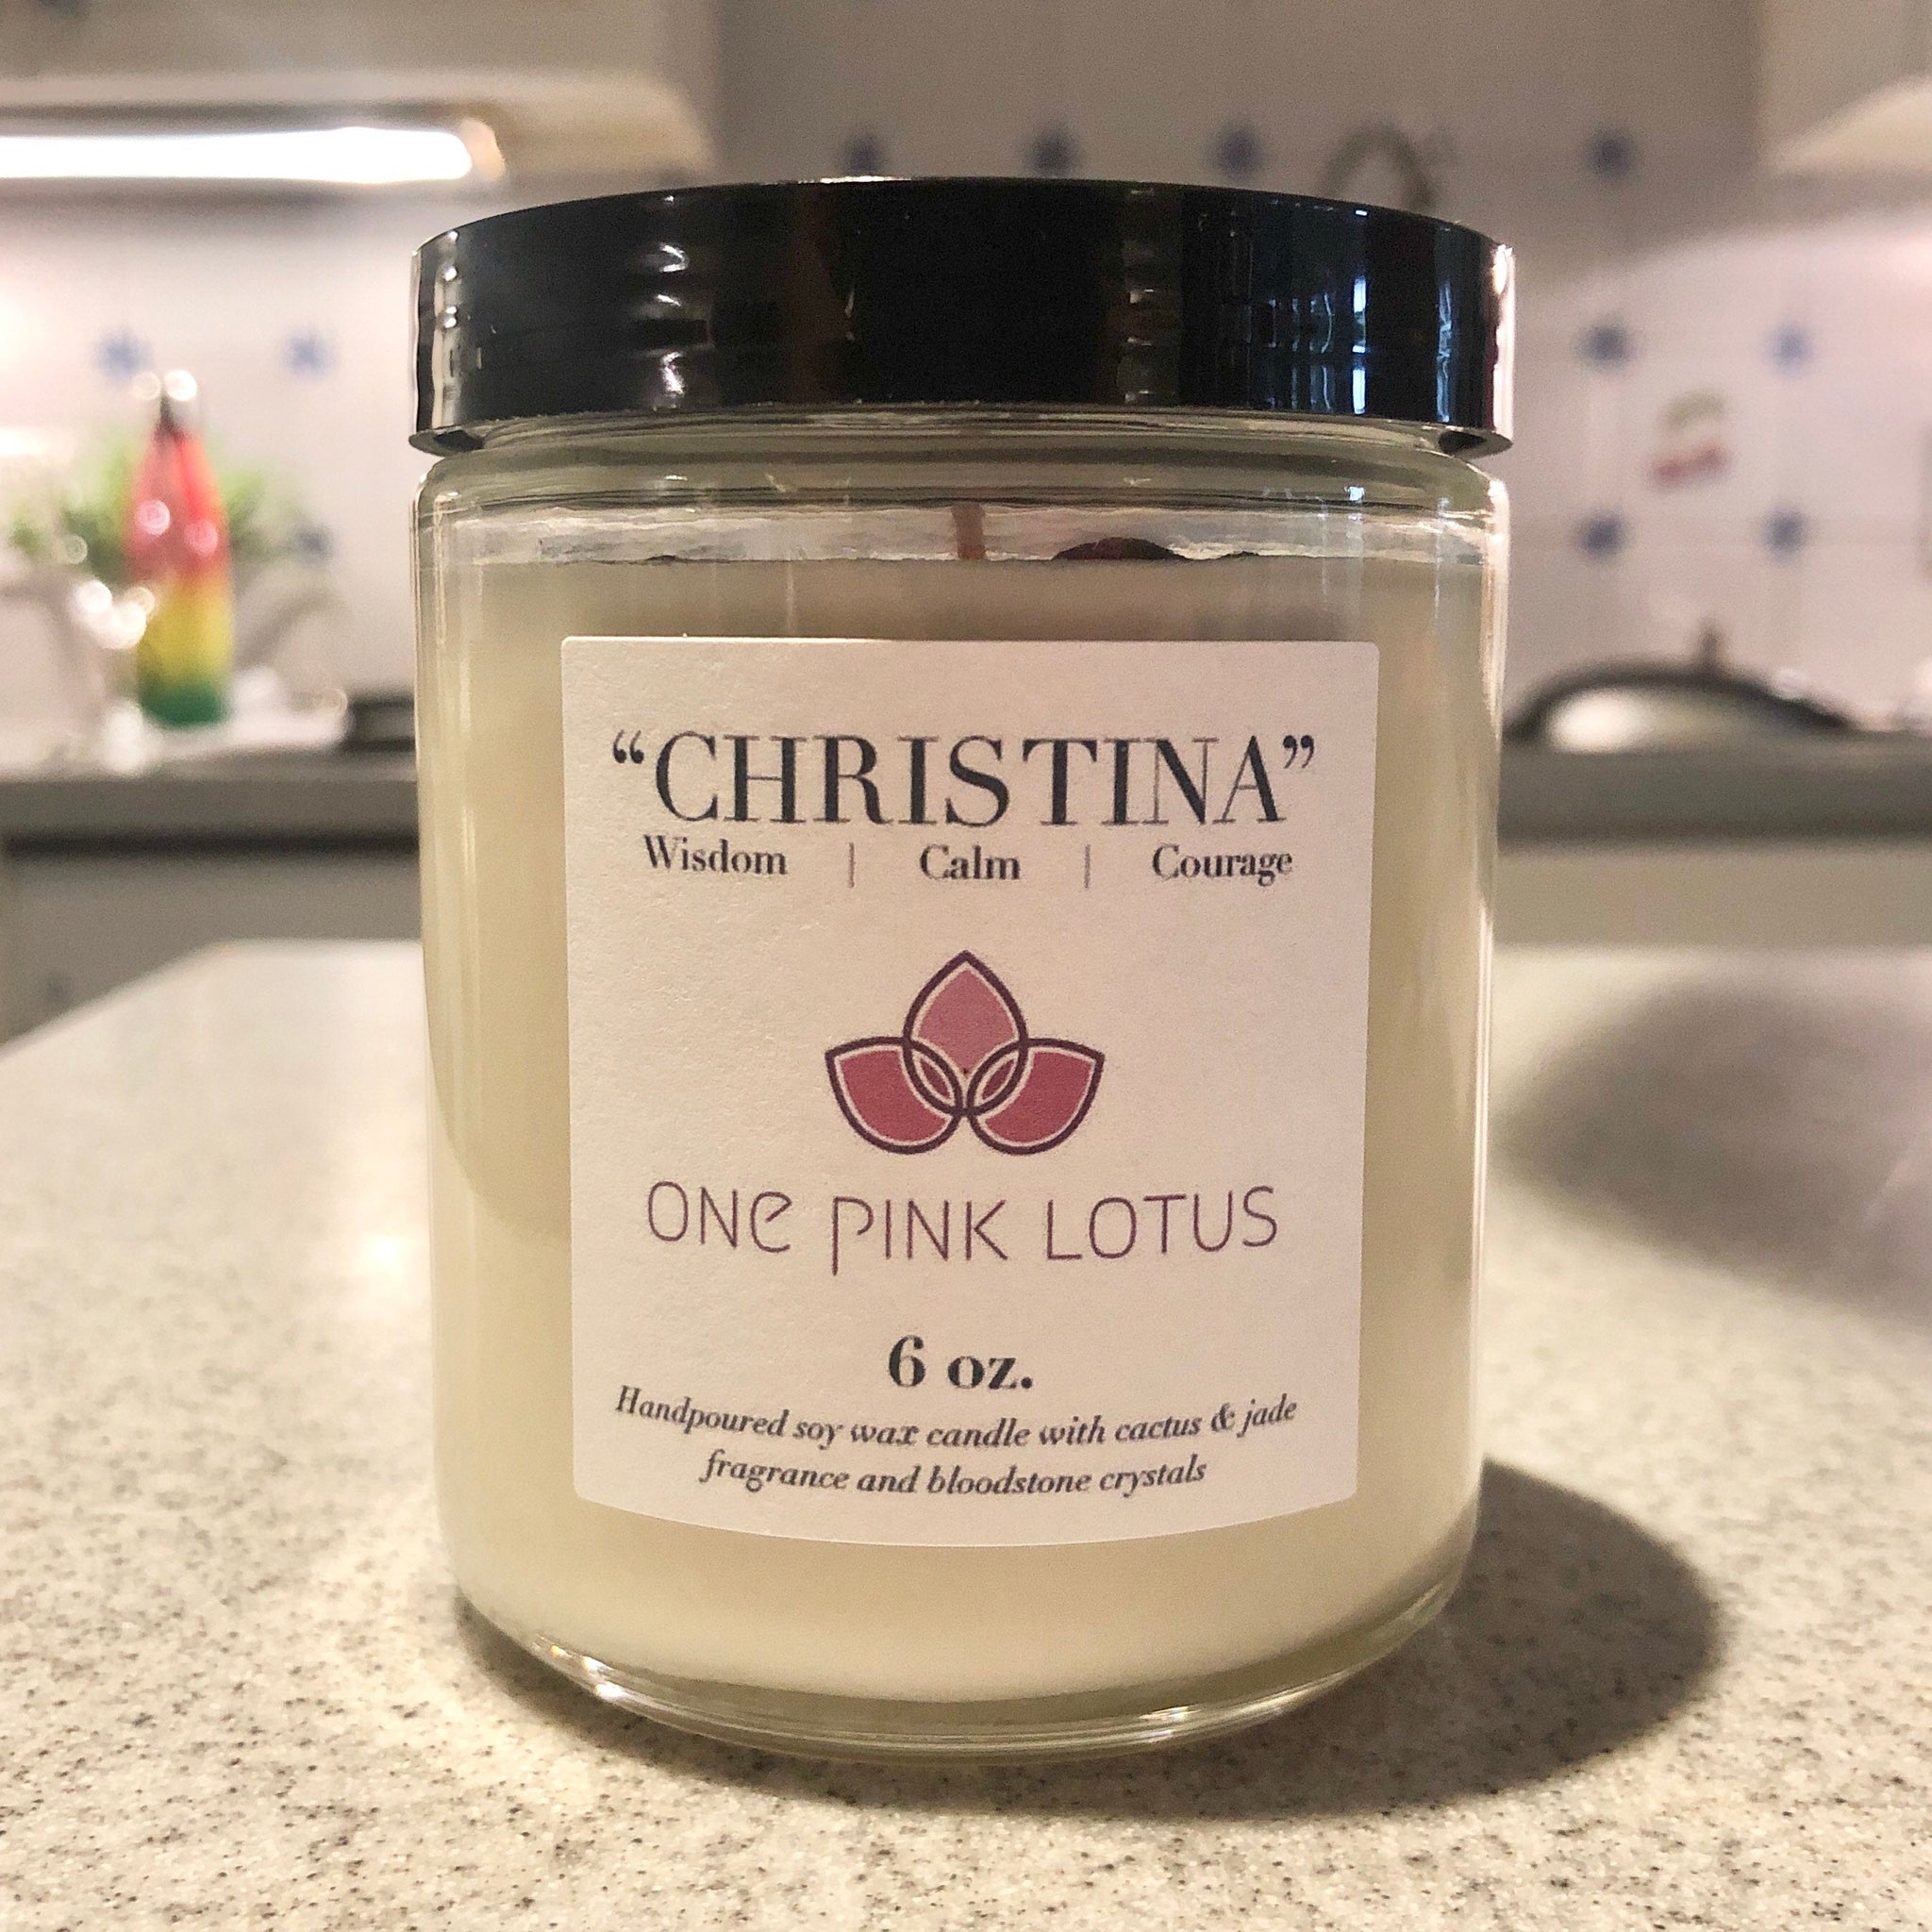 “CHRISTINA”
Wisdom | Calm | Courage
ONE PINK LOTUS
6 oz.
Handpoured soy wax candle with cactus & jade
fragrance and bloodstone crystals